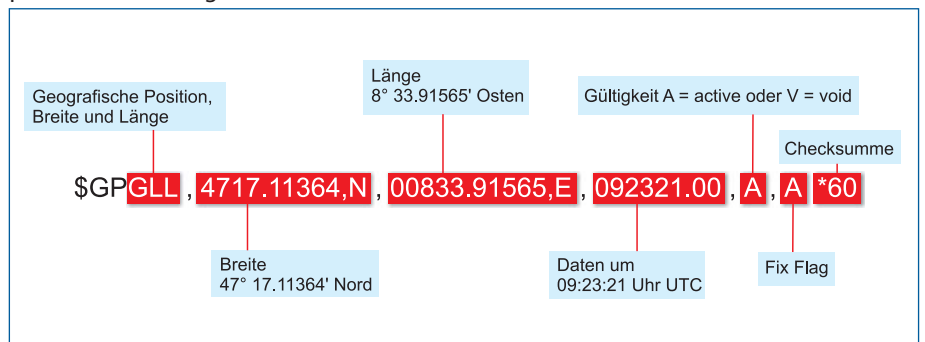 Geografische Position,
Breite und Länge
Länge
8° 33.91565' Osten
Gültigkeit A = active oder V = void
Checksumme
$GPGLL , 4717.11364,N , 00833.91565,E , 092321.00 , A , A *60
Breite
47° 17.11364' Nord
Daten um
09:23:21 Uhr UTC
Fix Flag